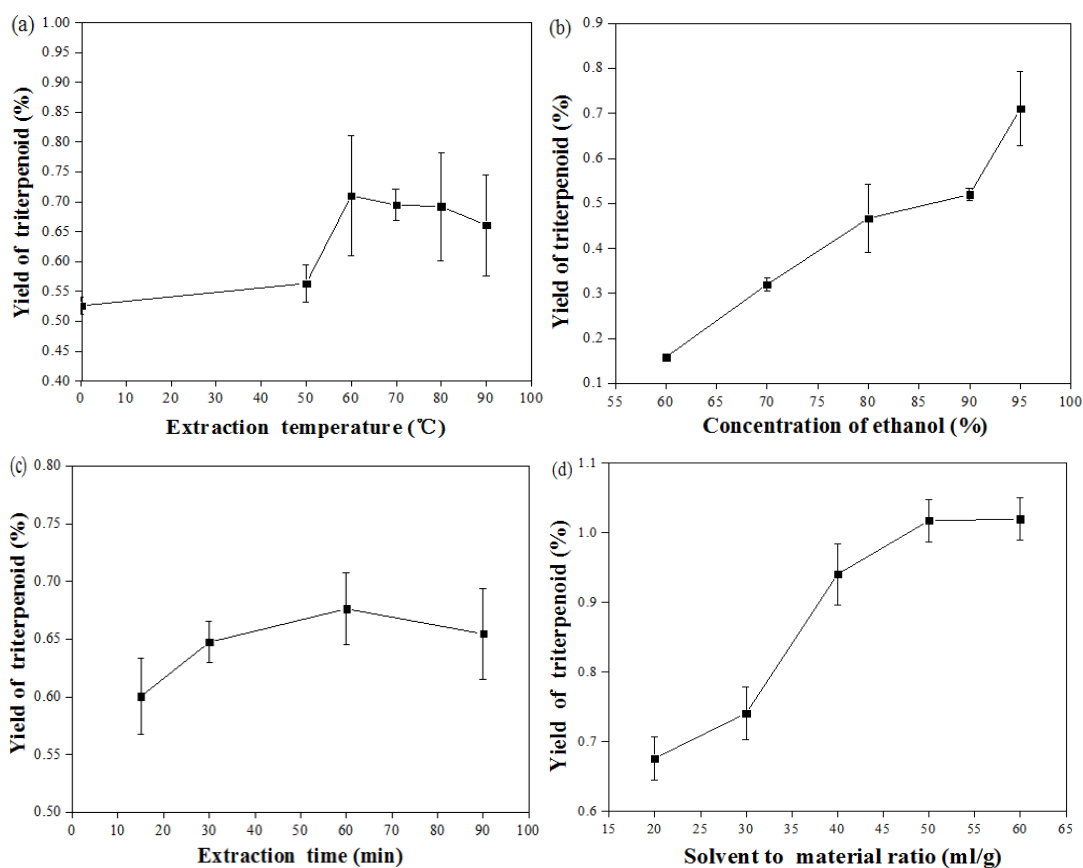 (a)
Yield of triterpenoid (%)
1.00
0.95
0.90
0.85
0.80
0.75
0.70
0.65
0.60
0.55
0.50
0.45
0.40
0 10 20 30 40 50 60 70 80 90 100
Extraction temperature (℃)
(b)
Yield of triterpenoid (%)
0.9
0.8
0.7
0.6
0.5
0.4
0.3
0.2
0.1
55 60 65 70 75 80 85 90 95 100
Concentration of ethanol (%)
(c)
Yield of triterpenoid (%)
0.80
0.75
0.70
0.65
0.60
0.55
0.50
0 10 20 30 40 50 60 70 80 90 100
Extraction time (min)
(d)
Yield of triterpenoid (%)
1.1
1.0
0.9
0.8
0.7
0.6
15 20 25 30 35 40 45 50 55 60 65
Solvent to material ratio (ml/g)